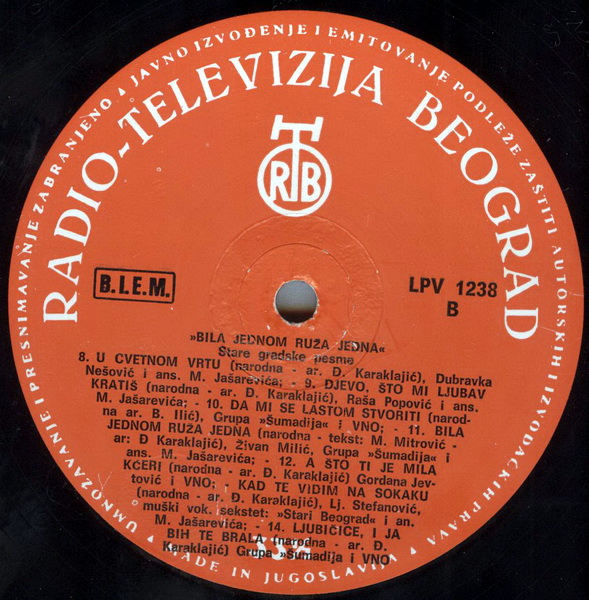 UMNOŽAVANJE I PRESNIMAVANJE ZABRANJENO • JAVNO IZVOĐENJE I EMITOVANJE PODLEŽE ZAŠTITI AUTORSKIH I IZVOĐAČKIH PRAVA •
RADIO-TELEVIZIJA BEOGRAD
RTB
B.I.E.M.
LPV 1238
B
»BILA JEDNOM RUŽA JEDNA«
Stare gradske pesme
8. U CVETNOM VRTU (narodna - ar. Đ. Karaklajić), Dubravka
Nešović i ans. M. Jašarevića; - 9. DJEVO, ŠTO MI LJUBAV
KRATIŠ (narodna - ar. Đ. Karaklajić), Raša Popović i ans.
M. Jašarevića; - 10. DA MI SE LASTOM STVORITI (narod-
na ar. B. Ilić), Grupa »Šumadija« i VNO; - 11. BILA
JEDNOM RUŽA JEDNA (narodna - tekst: M. Mitrović -
ar: Đ Karaklajić), Živan Milić, Grupa »Šumadija« i
ans. M. Jašarevića; - 12. A ŠTO TI JE MILA
KĆERI (narodna - ar. Đ. Karaklajić) Gordana Jev-
tović i VNO; - KAD TE VIDIM NA SOKAKU
(narodna - ar. Đ. Karaklajić), Lj. Stefanović,
muški vok. sekstet: »Stari Beograd« i an.
M. Jašarevića; - 14. LJUBIČICE, I JA
BIH TE BRALA (narodna - ar. Đ.
Karaklajić) Grupa »Šumadija i VNO
MADE IN JUGOSLAVIJA